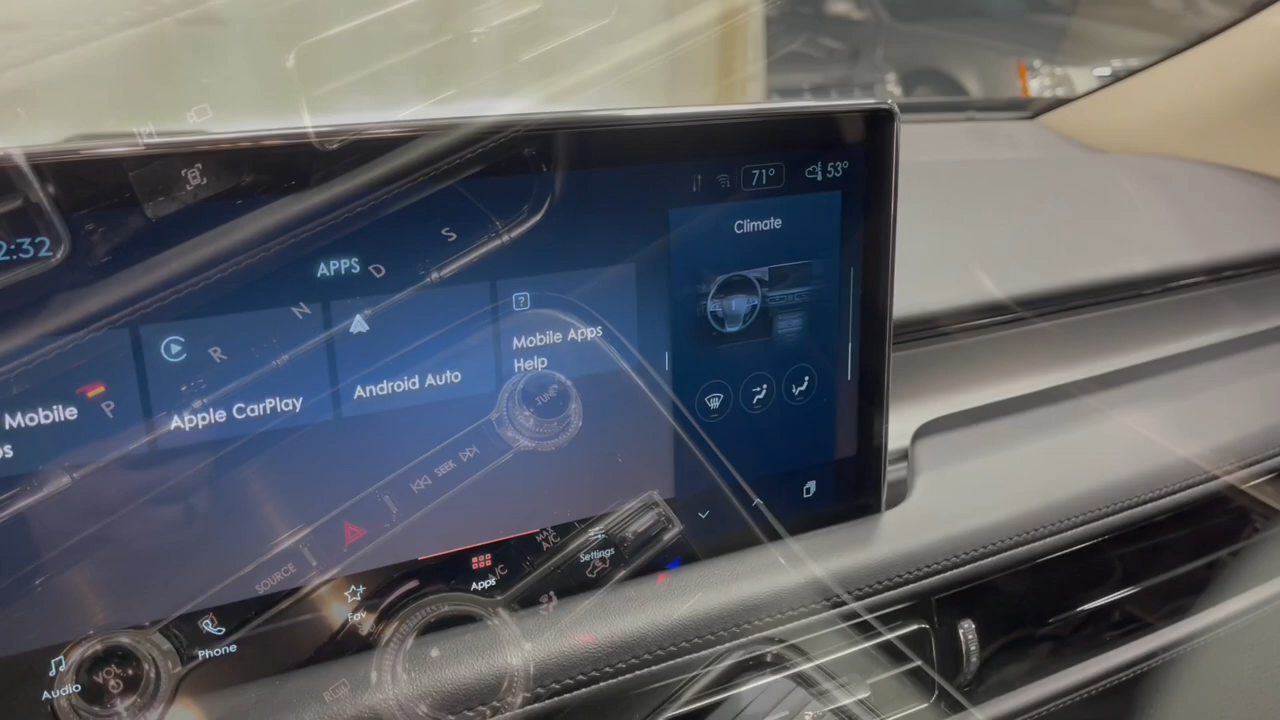 71°
53°
Climate
2:32
APPS
P
R
N
D
S
Mobile
ps
Apple CarPlay
Android Auto
?
Mobile Apps
Help
TUNE
SEEK
SOURCE
MAX
A/C
A/C
Settings
Apps
Fav
Phone
Audio
VOL